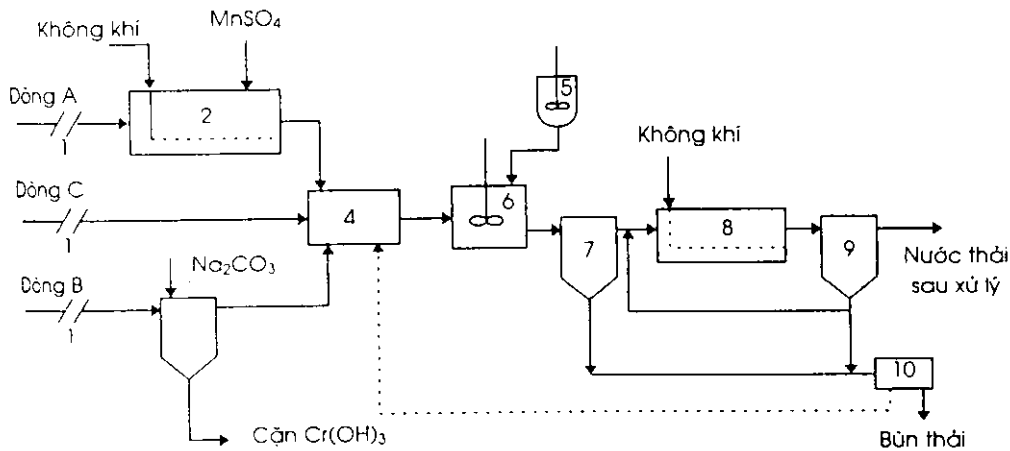 MnSO₄
Không khí
Dòng A
1
2
5
Không khí
Dòng C
1
4
6
7
8
9
Nước thải
sau xử lý
Na₂CO₃
Dòng B
1
10
Cặn Cr(OH)₃
Bùn thải